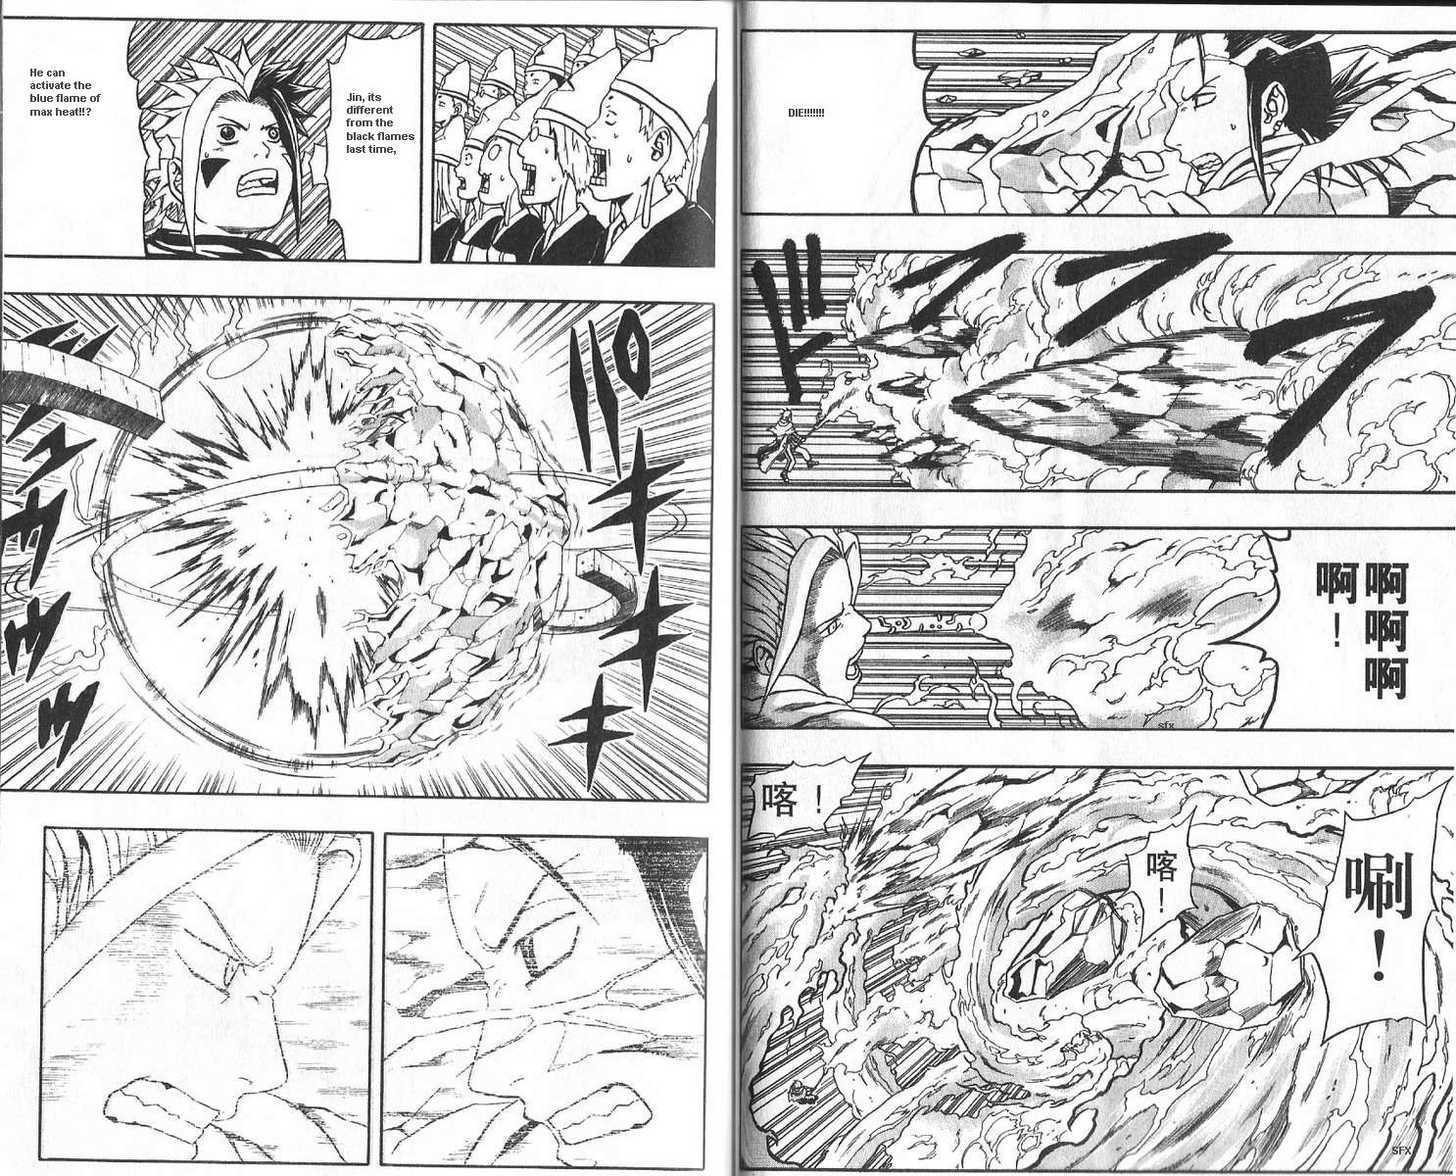 DIE!!!!!!!
啊啊啊
啊！
sfx
唰！
喀！
喀！
SFX
Jin, its
different
from the
black flames
last time,
He can
activate the
blue flame of
max heat!!?
パキキキ